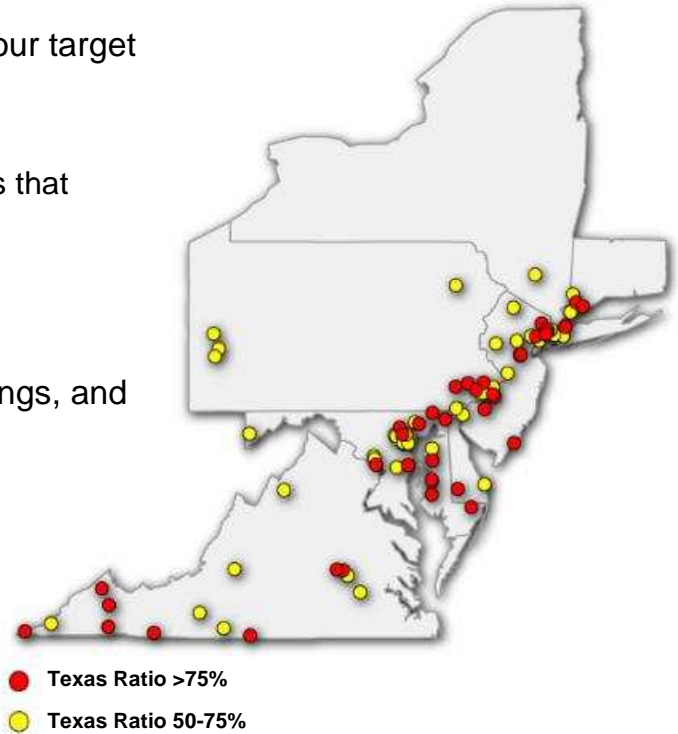 our target
s that
ngs, and
Texas Ratio >75%
Texas Ratio 50-75%